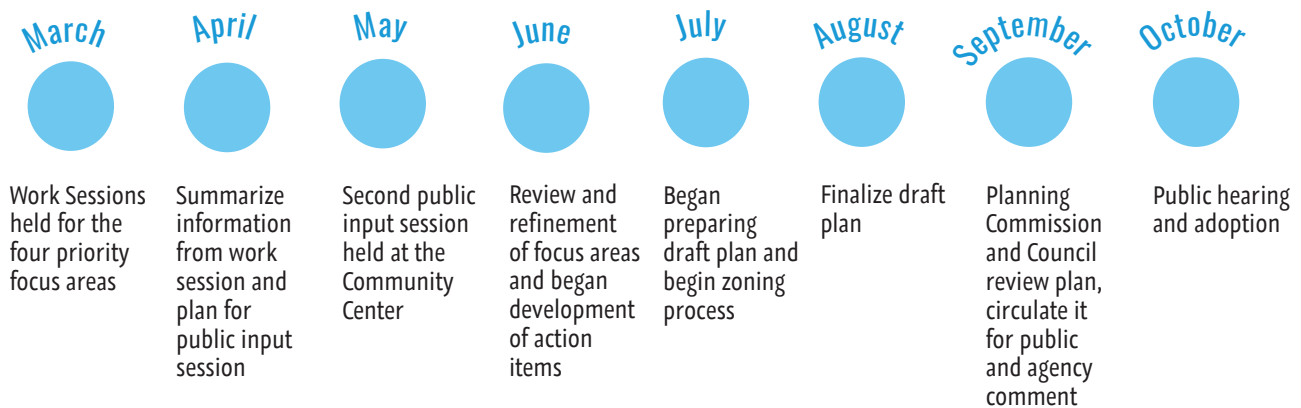 March
Work Sessions
held for the
four priority
focus areas
April
Summarize
information
from work
session and
plan for
public input
session
May
Second public
input session
held at the
Community
Center
June
Review and
refinement
of focus areas
and began
development
of action
items
July
Began
preparing
draft plan and
begin zoning
process
August
Finalize draft
plan
September
Planning
Commission
and Council
review plan,
circulate it
for public
and agency
comment
October
Public hearing
and adoption